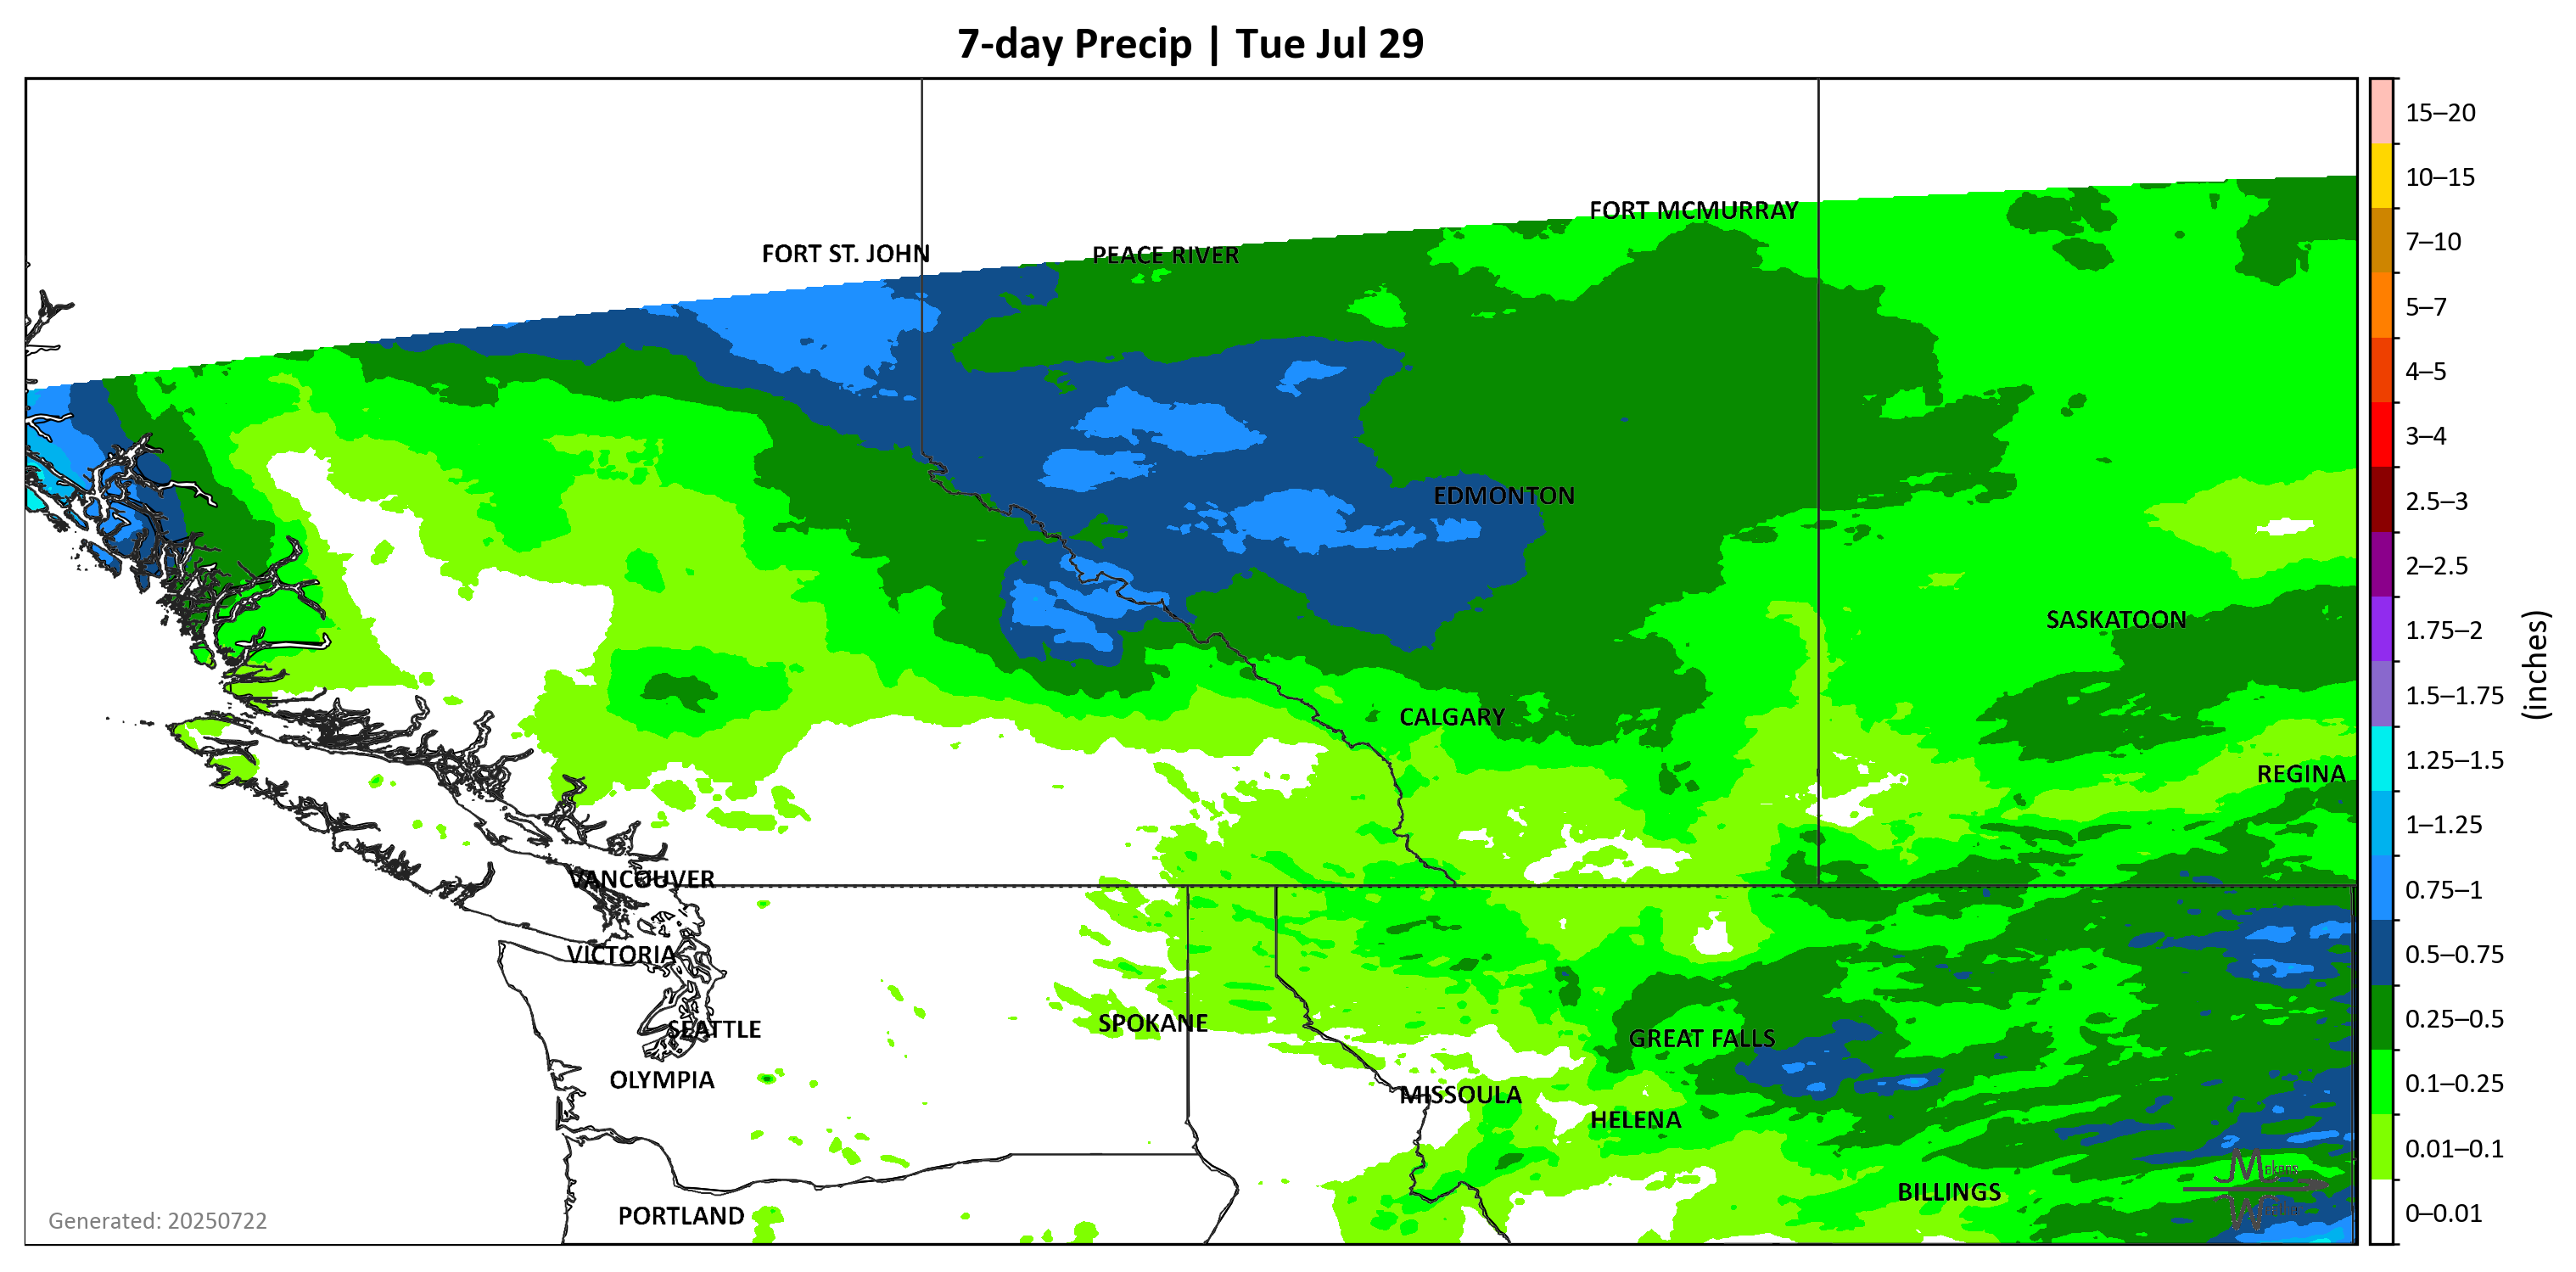 7-day Precip | Tue Jul 29
FORT MCMURRAY
FORT ST. JOHN
PEACE RIVER
EDMONTON
SASKATOON
CALGARY
REGINA
VANCOUVER
VICTORIA
SPOKANE
SEATTLE
GREAT FALLS
OLYMPIA
MISSOULA
HELENA
BILLINGS
PORTLAND
Generated: 20250722
15–20
10–15
7–10
5–7
4–5
3–4
2.5–3
2–2.5
1.75–2
1.5–1.75
1.25–1.5
1–1.25
0.75–1
0.5–0.75
0.25–0.5
0.1–0.25
0.01–0.1
0–0.01
(inches)